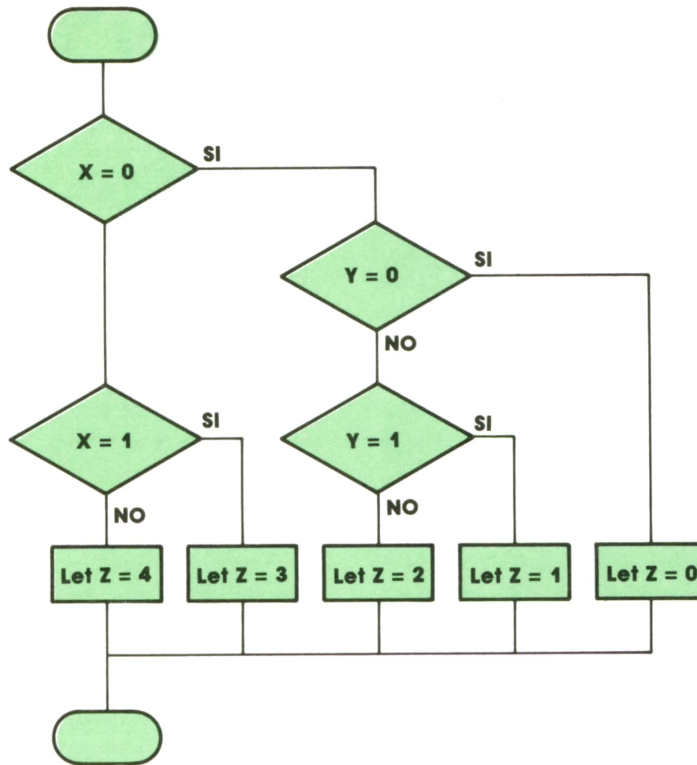 X = 0
SI
Y = 0
SI
NO
X = 1
SI
Y = 1
SI
NO
NO
Let Z = 4
Let Z = 3
Let Z = 2
Let Z = 1
Let Z = 0